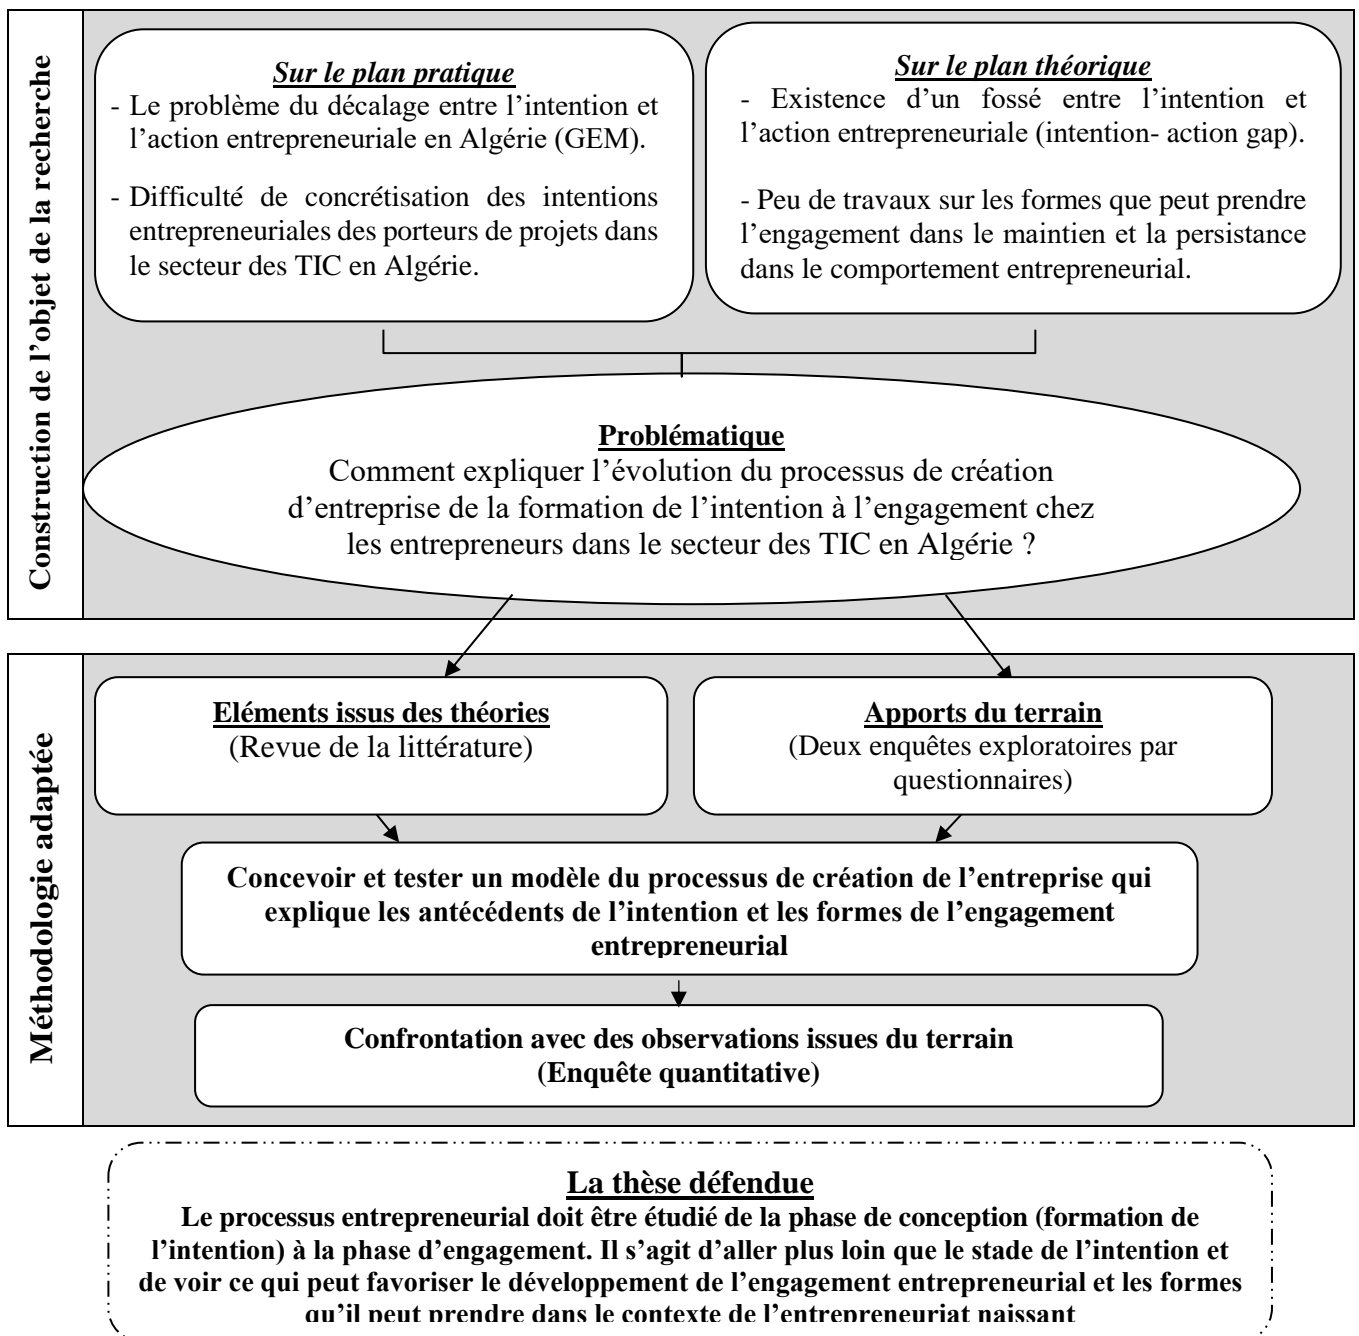 Construction de l’objet de la recherche
Sur le plan pratique
- Le problème du décalage entre l’intention et
l’action entrepreneuriale en Algérie (GEM).
- Difficulté de concrétisation des intentions
entrepreneuriales des porteurs de projets dans
le secteur des TIC en Algérie.
Sur le plan théorique
- Existence d’un fossé entre l’intention et
l’action entrepreneuriale (intention- action gap).
- Peu de travaux sur les formes que peut prendre
l’engagement dans le maintien et la persistance
dans le comportement entrepreneurial.
Problématique
Comment expliquer l’évolution du processus de création
d’entreprise de la formation de l’intention à l’engagement chez
les entrepreneurs dans le secteur des TIC en Algérie ?
Méthodologie adaptée
Eléments issus des théories
(Revue de la littérature)
Apports du terrain
(Deux enquêtes exploratoires par
questionnaires)
Concevoir et tester un modèle du processus de création de l’entreprise qui
explique les antécédents de l’intention et les formes de l’engagement
entrepreneurial
Confrontation avec des observations issues du terrain
(Enquête quantitative)
La thèse défendue
Le processus entrepreneurial doit être étudié de la phase de conception (formation de
l’intention) à la phase d’engagement. Il s’agit d’aller plus loin que le stade de l’intention et
de voir ce qui peut favoriser le développement de l’engagement entrepreneurial et les formes
qu’il peut prendre dans le contexte de l’entrepreneuriat naissant